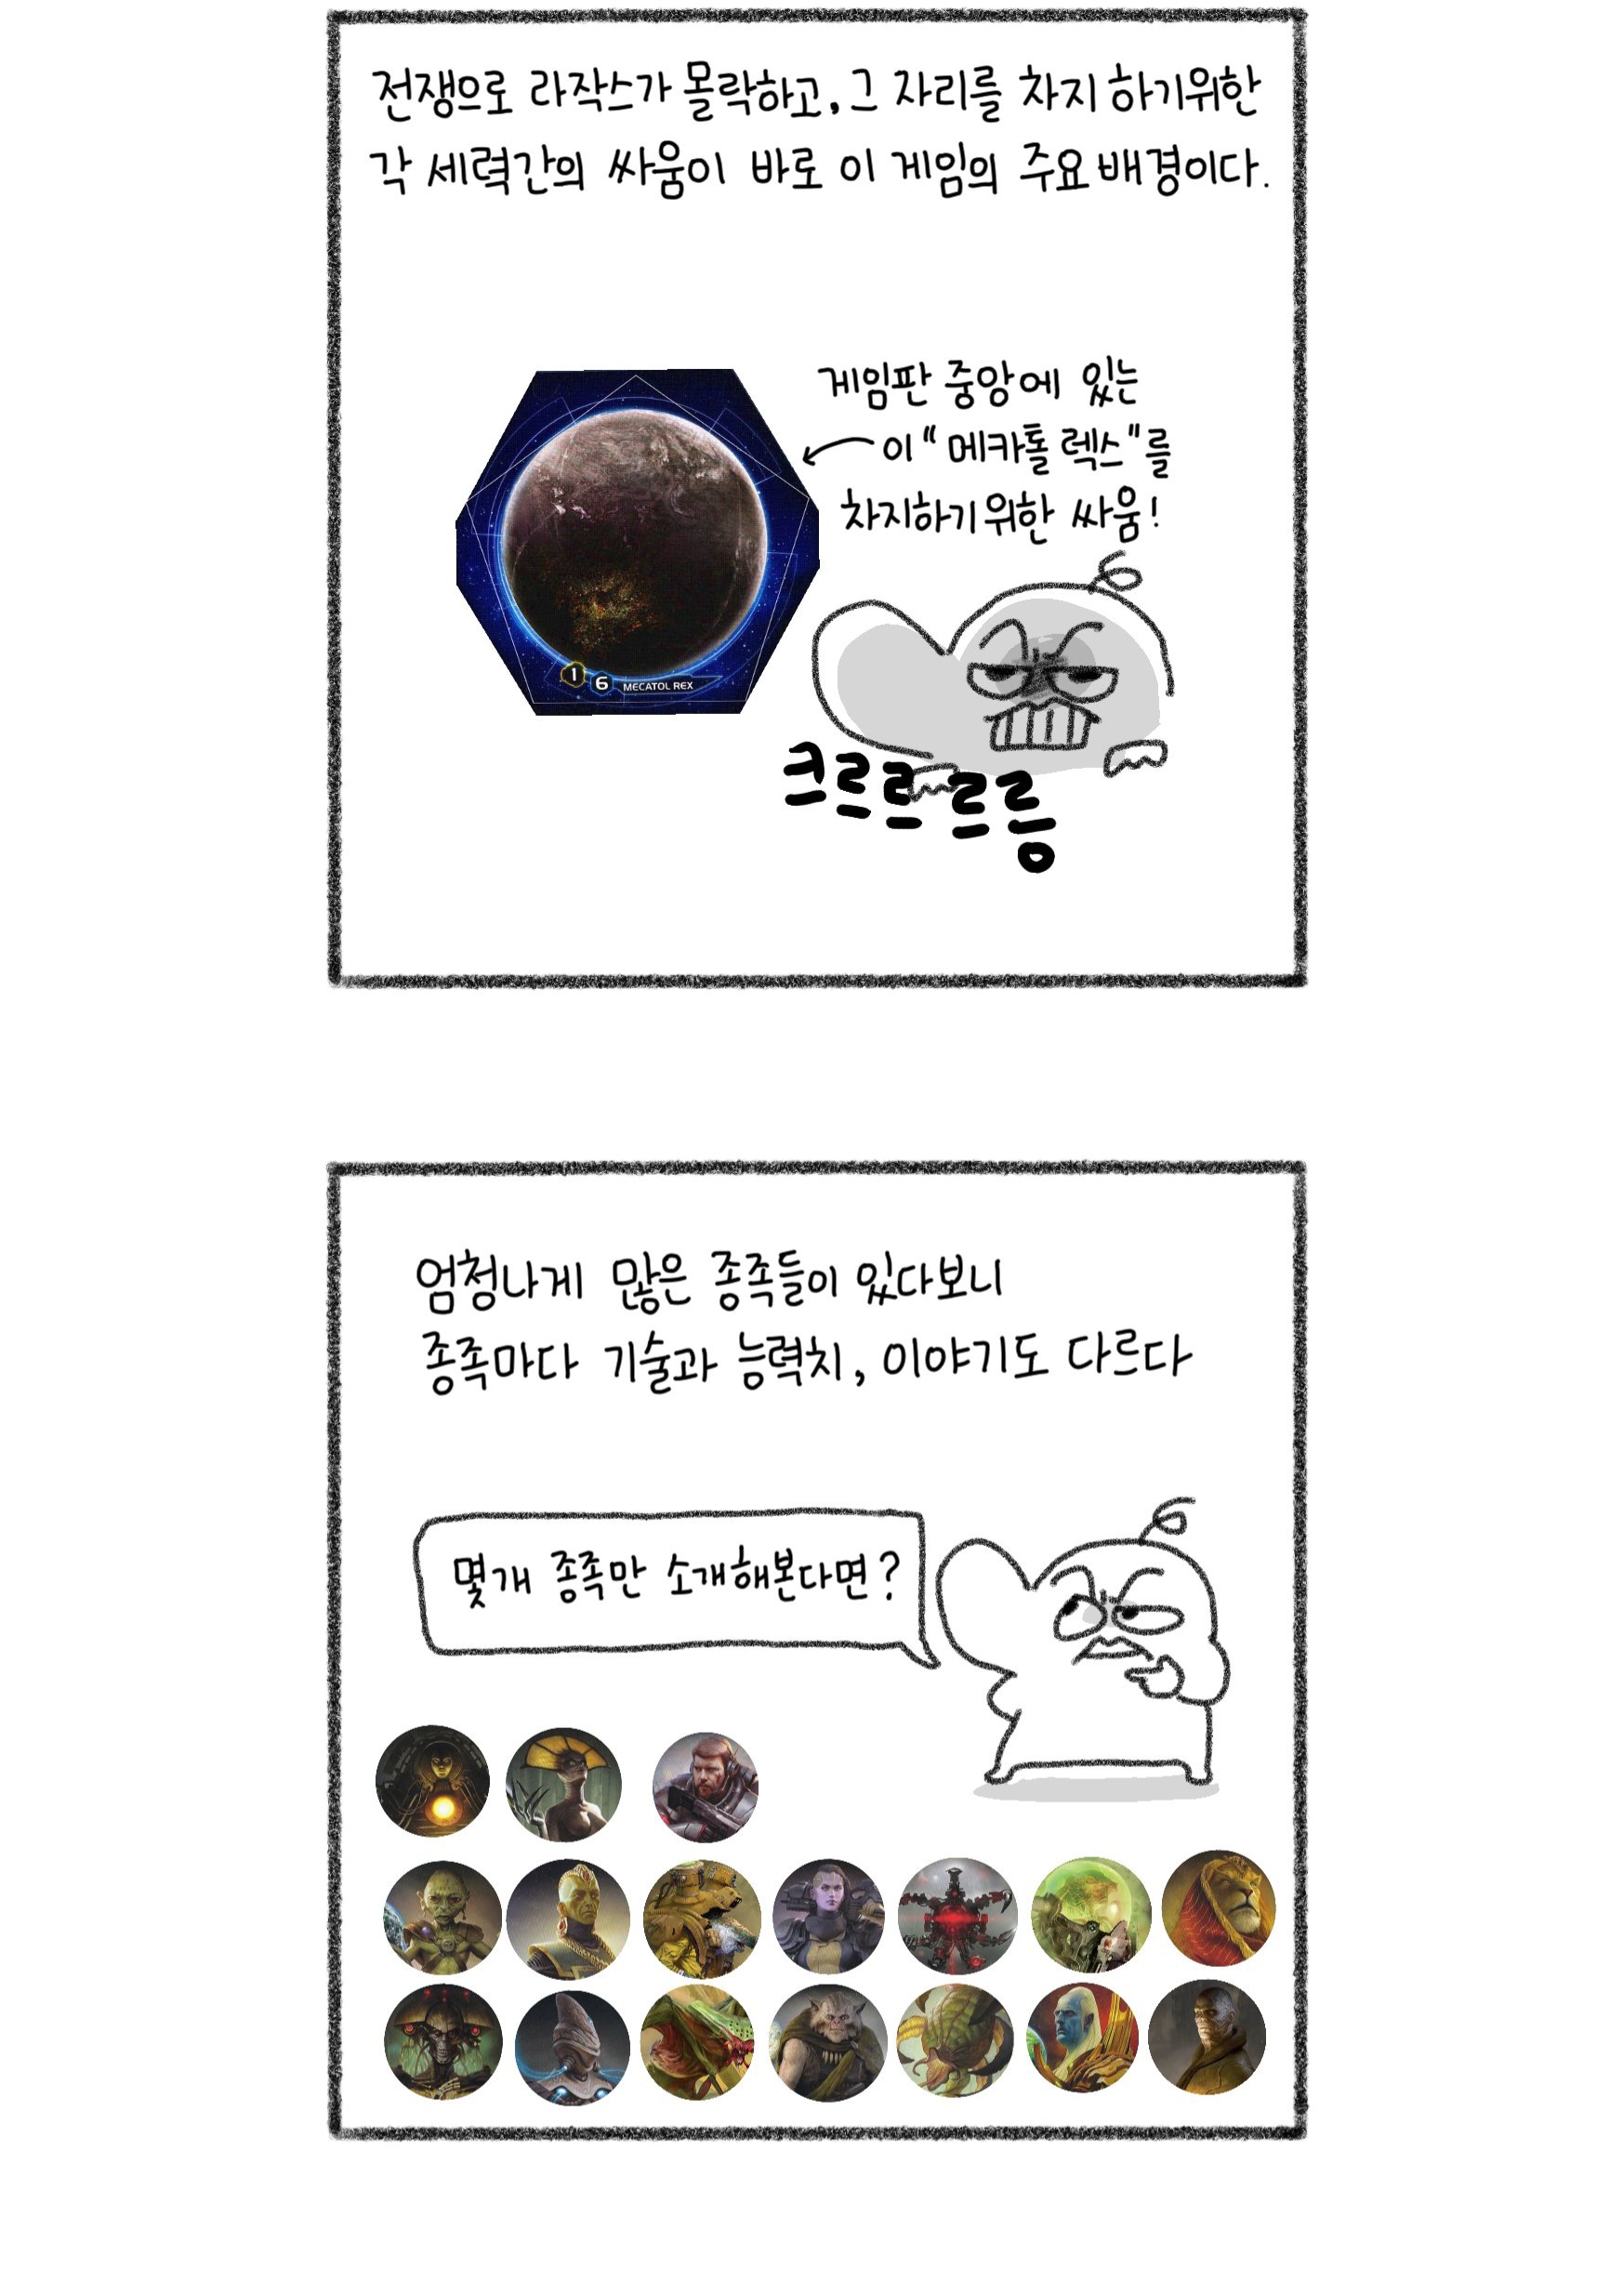 전쟁으로 라작스가 몰락하고, 그 자리를 차지 하기위한
각 세력간의 싸움이 바로 이 게임의 주요 배경이다.
게임판 중앙에 있는
이 "메카톨 렉스"를
차지하기위한 싸움!
1 6 MECATOL REX
크르르르릉
엄청나게 많은 종족들이 있다보니
종족마다 기술과 능력치, 이야기도 다르다
몇개 종족만 소개해본다면?